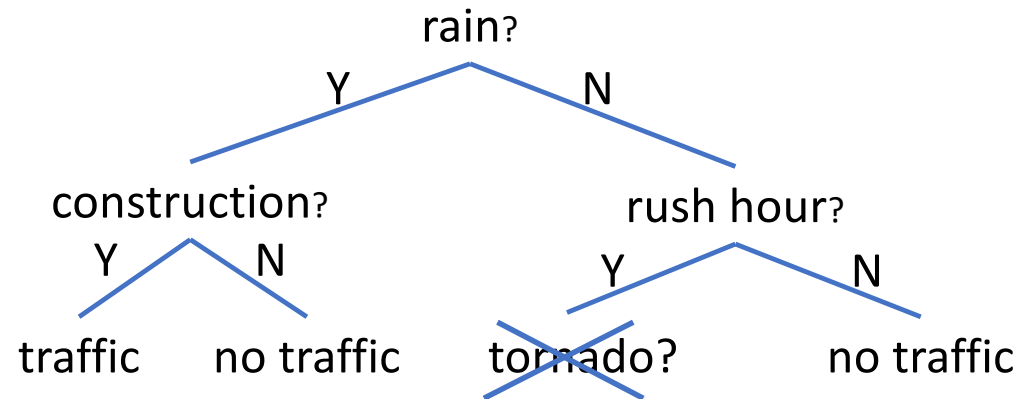 rain?
Y N
construction? rush hour?
Y N Y N
traffic no traffic tornado? no traffic